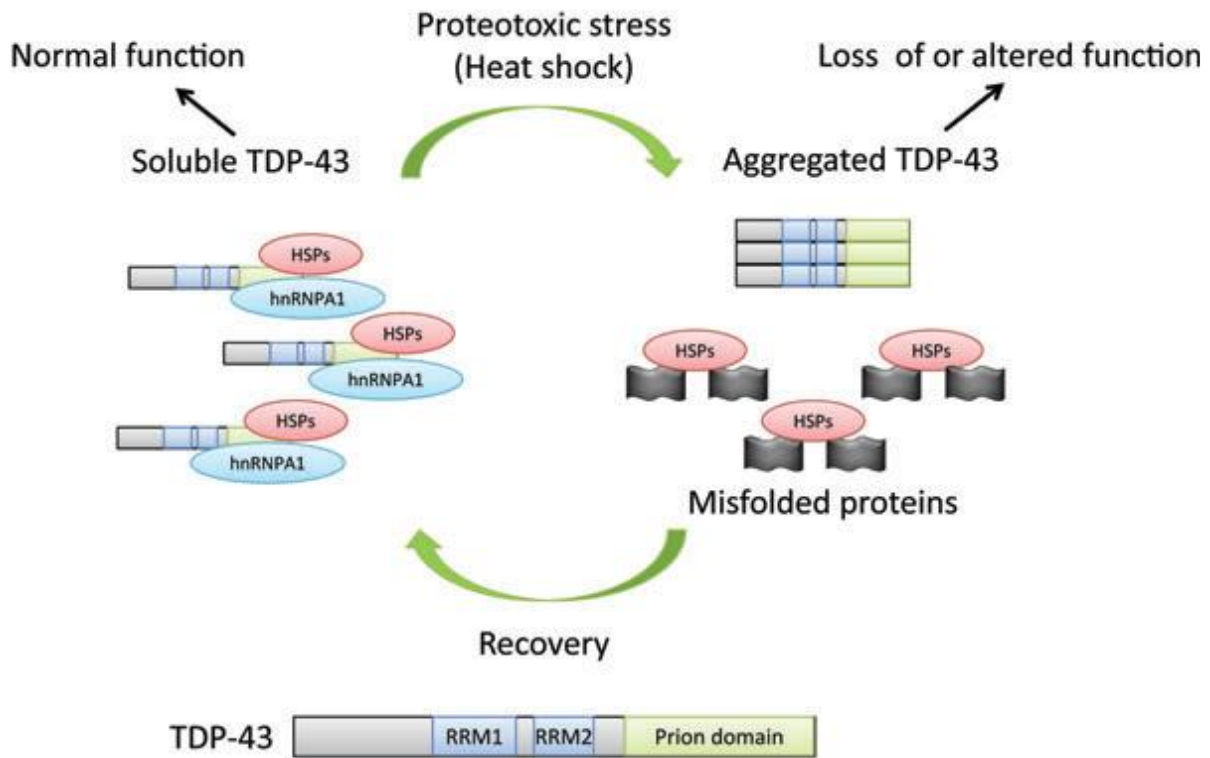 Proteotoxic stress
(Heat shock)
Normal function
Loss of or altered function
Soluble TDP-43
Aggregated TDP-43
HSPs
hnRNPA1
HSPs
hnRNPA1
HSPs
hnRNPA1
HSPs
HSPs
HSPs
Misfolded proteins
Recovery
TDP-43
RRM1
RRM2
Prion domain